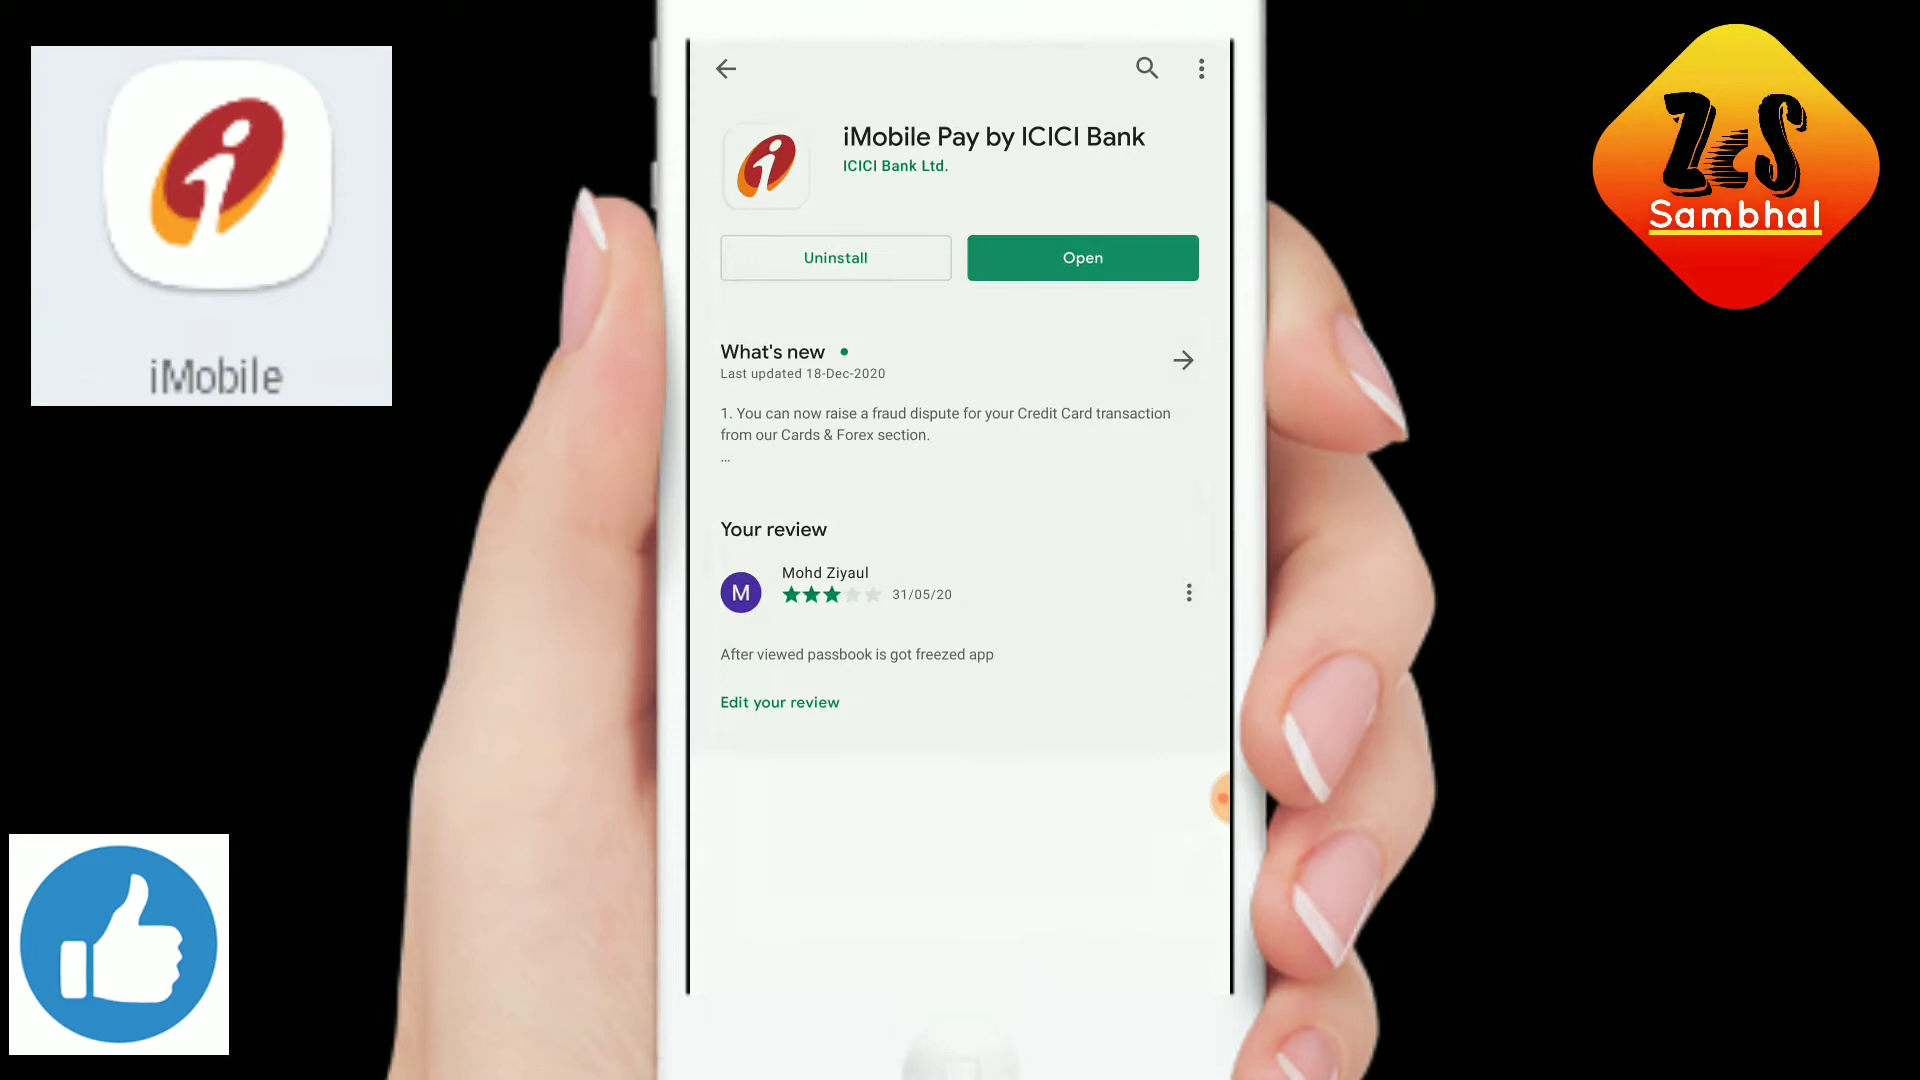 iMobile
iMobile Pay by ICICI Bank
ICICI Bank Ltd.
Uninstall
Open
What's new
Last updated 18-Dec-2020
1. You can now raise a fraud dispute for your Credit Card transaction
from our Cards & Forex section.
...
Your review
M
Mohd Ziyaul
31/05/20
After viewed passbook is got freezed app
Edit your review
ZCS
Sambhal